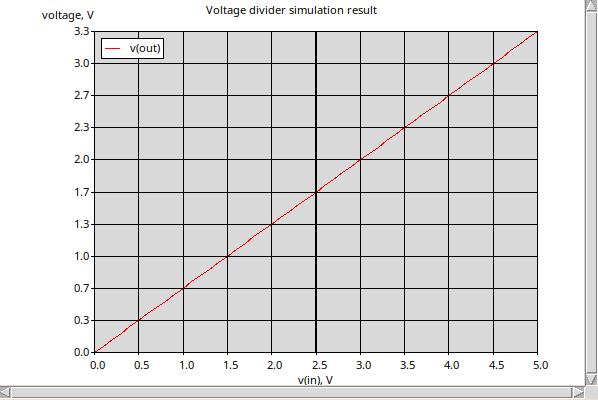 Voltage divider simulation result
voltage, V
v(out)
3.3
3.0
2.7
2.3
2.0
1.7
1.3
1.0
0.7
0.3
0.0
0.0 0.5 1.0 1.5 2.0 2.5 3.0 3.5 4.0 4.5 5.0
v(in), V